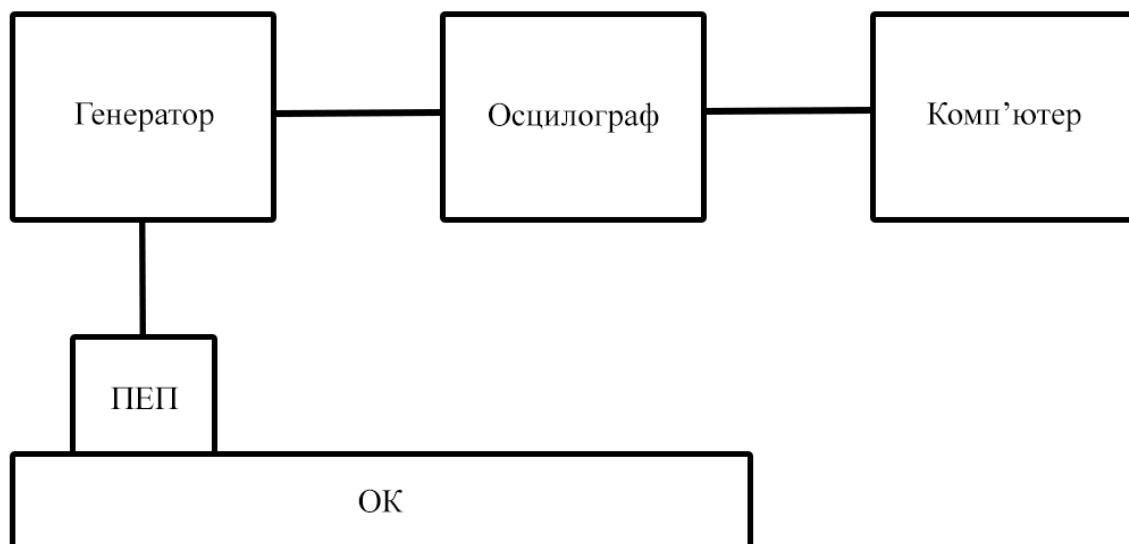 Генератор
Осцилограф
Комп’ютер
ПЕП
ОК